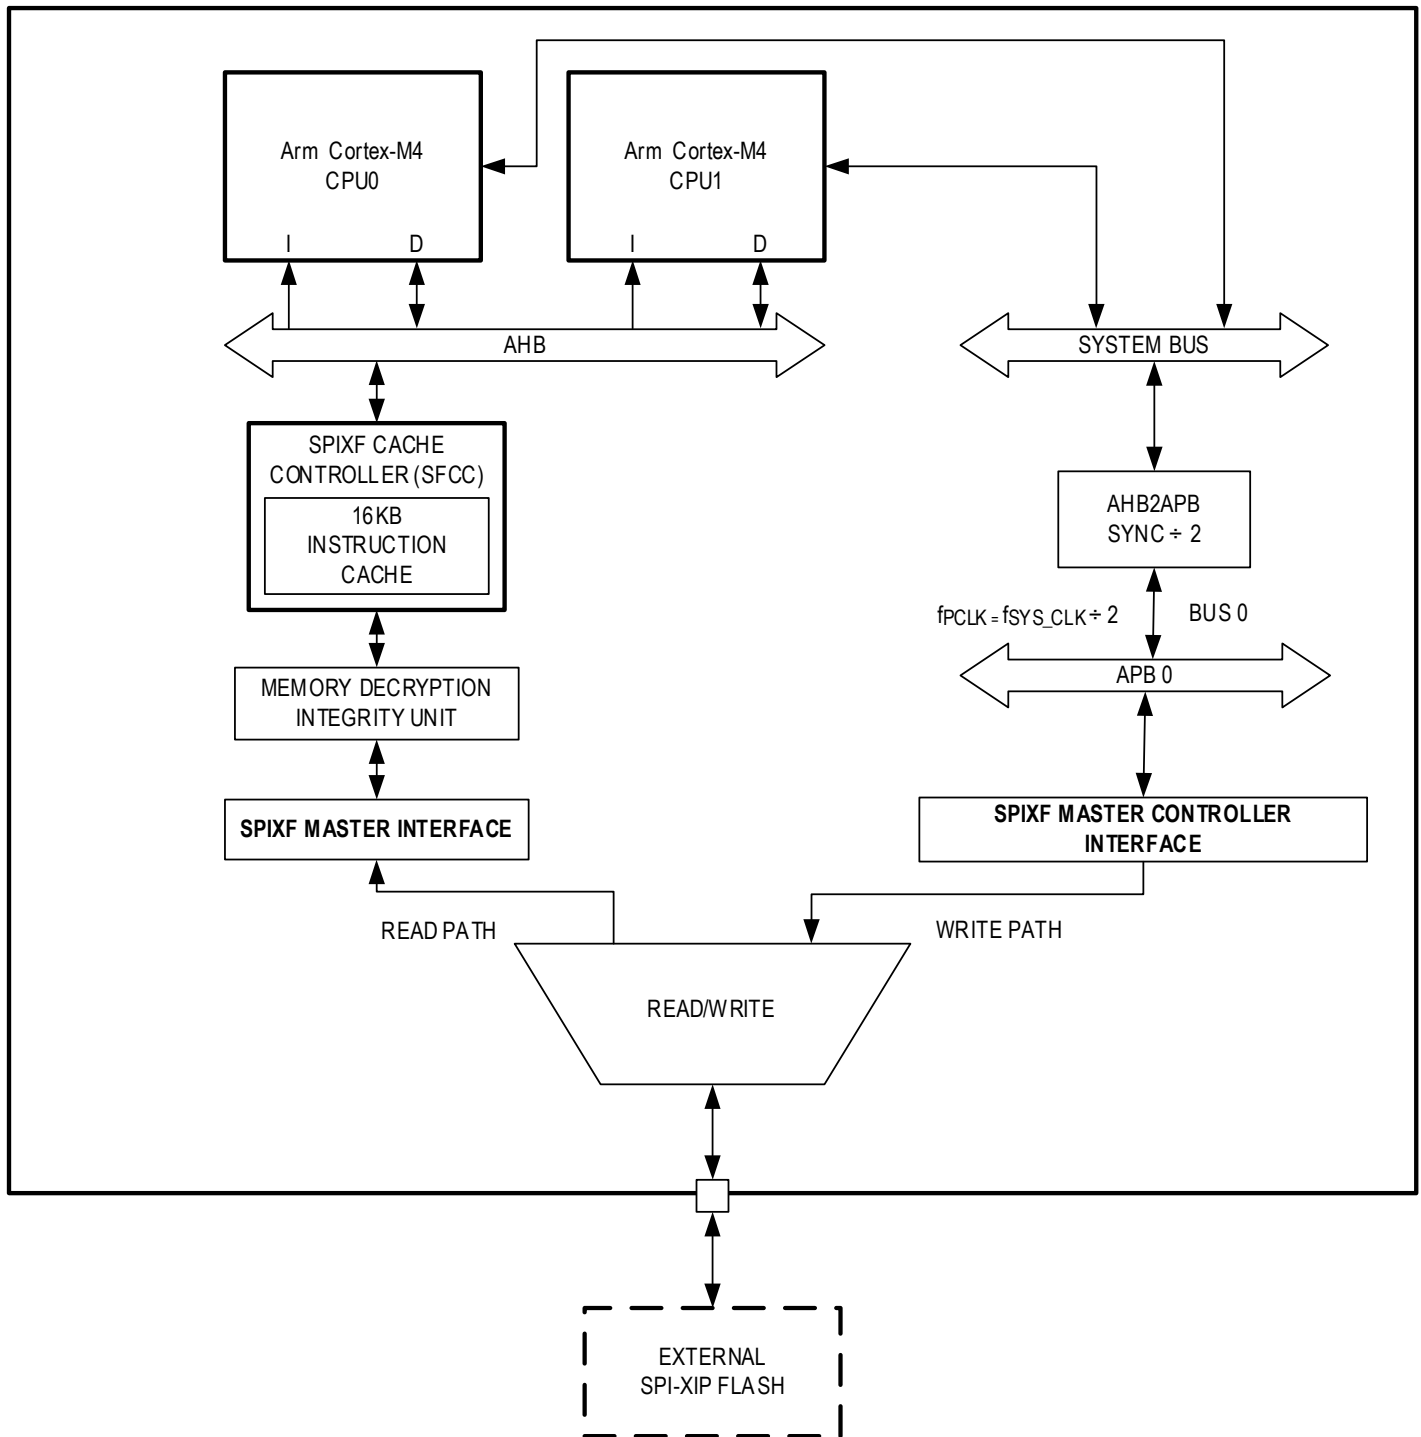 Arm Cortex-M4
CPU0
I
D
Arm Cortex-M4
CPU1
I
D
AHB
SYSTEM BUS
SPIXF CACHE
CONTROLLER (SFCC)
16KB
INSTRUCTION
CACHE
AHB2APB
SYNC ÷ 2
fPCLK = fSYS_CLK ÷ 2
BUS 0
APB 0
MEMORY DECRYPTION
INTEGRITY UNIT
SPIXF MASTER INTERFACE
SPIXF MASTER CONTROLLER
INTERFACE
READ PATH
WRITE PATH
READ/WRITE
EXTERNAL
SPI-XIP FLASH